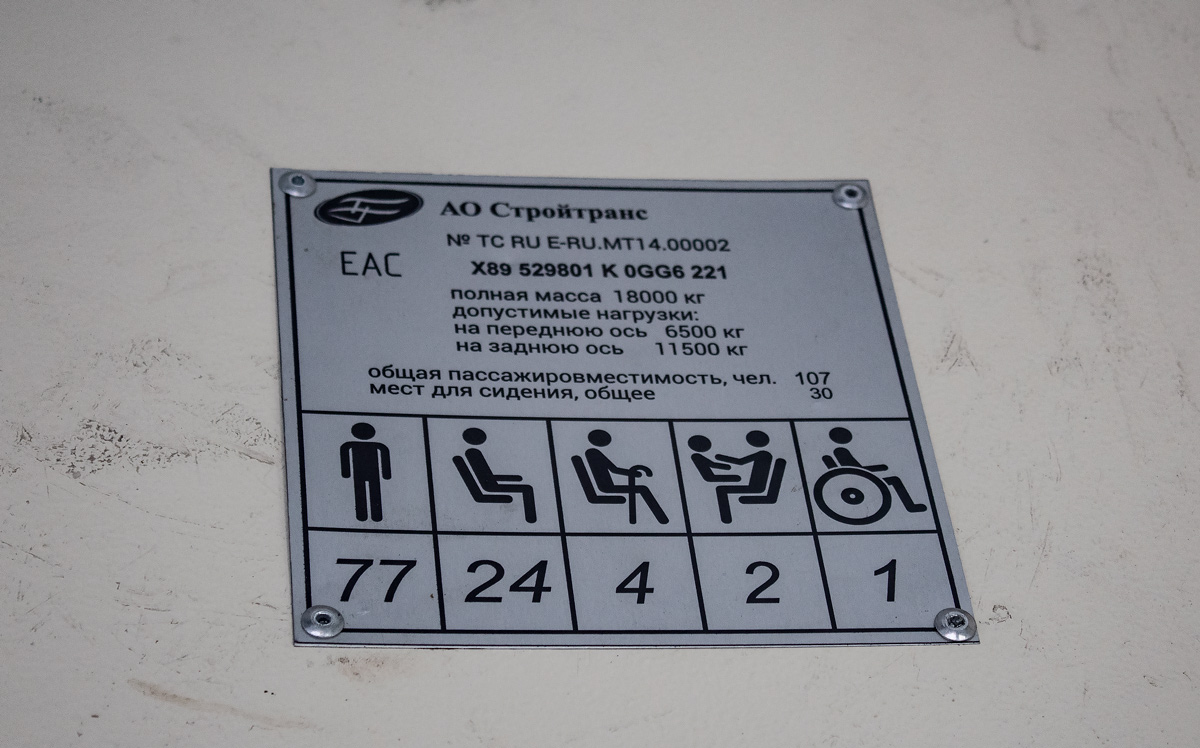 АО Стройтранс
№ ТС RU E-RU.МТ14.00002
EAC
X89 529801 K 0GG6 221
полная масса 18000 кг
допустимые нагрузки:
на переднюю ось 6500 кг
на заднюю ось 11500 кг
общая пассажировместимость, чел. 107
мест для сидения, общее 30
77 24 4 2 1